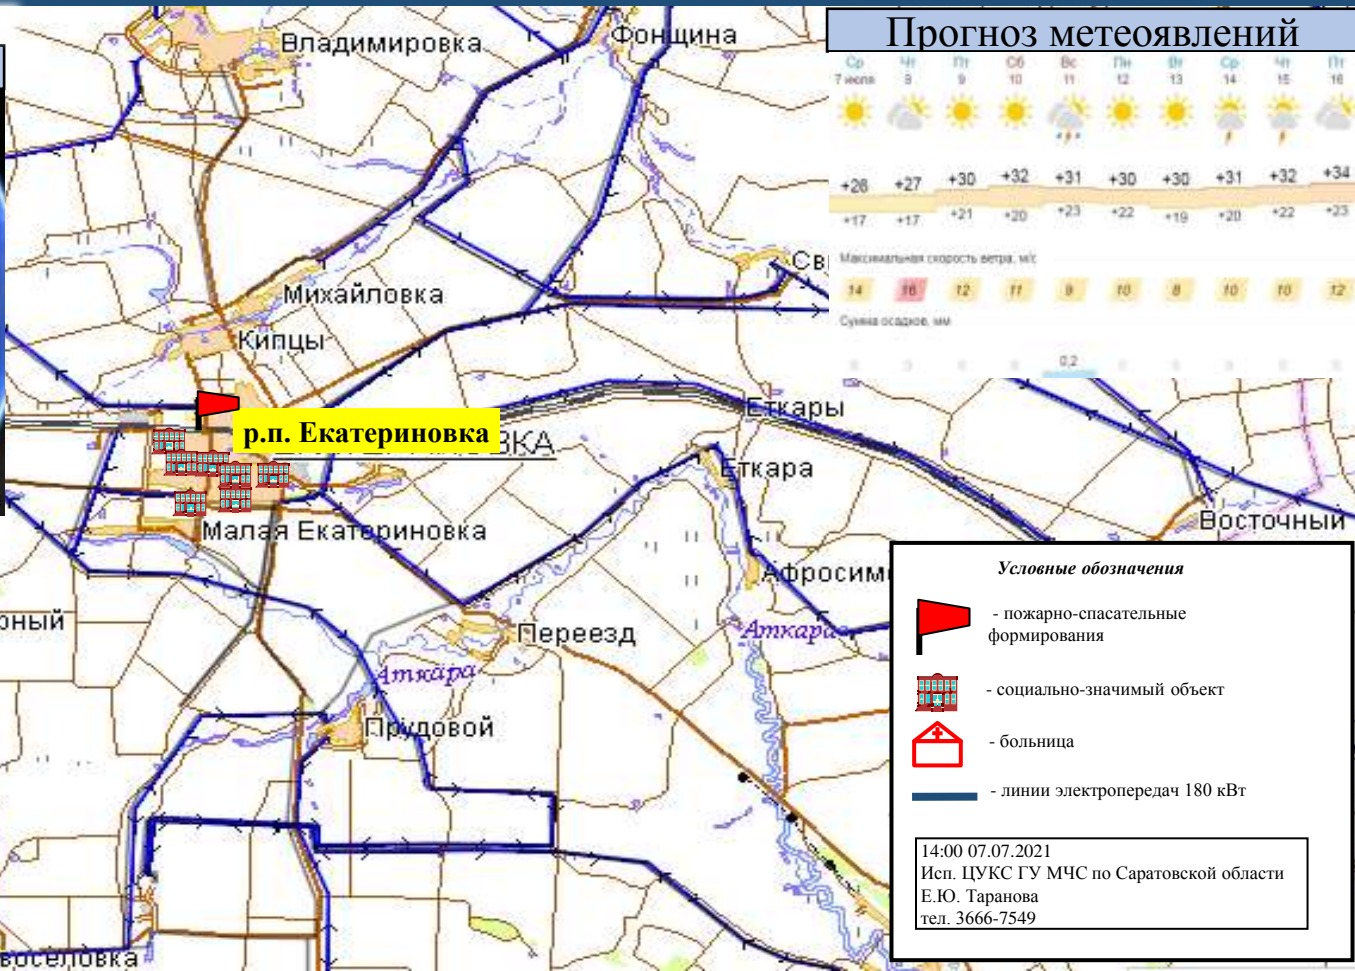 Прогноз метеоявлений
Ср Чт Пт Сб Вс Пн Вт Ср Чт Пт
7 июля 8 9 10 11 12 13 14 15 16
+26 +27 +30 +32 +31 +30 +30 +31 +32 +34
+17 +17 +21 +20 +23 +22 +19 +20 +22 +23
Максимальная скорость ветра, м/с
14 16 12 11 9 10 8 10 10 12
Сумма осадков, мм
0,2
Владимировка
Фонщина
Св
Михайловка
Кипцы
Еткары
р.п. Екатериновка
ВКА
Еткара
Восточный
Малая Екатериновка
Афросим
рный
Переезд
Аткара
Аткара
Прудовой
воселовка
Условные обозначения
- пожарно-спасательные
формирования
- социально-значимый объект
- больница
- линии электропередач 180 кВт
14:00 07.07.2021
Исп. ЦУКС ГУ МЧС по Саратовской области
Е.Ю. Таранова
тел. 3666-7549